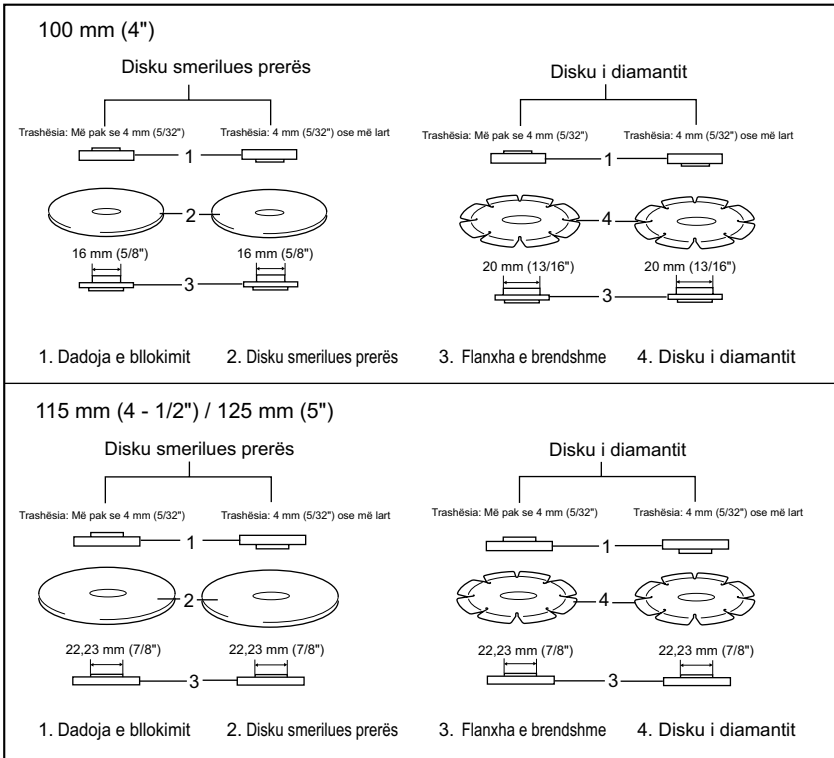 100 mm (4")
Disku smerilues prerës
Disku i diamantit
Trashësia: Më pak se 4 mm (5/32")
Trashësia: 4 mm (5/32") ose më lart
Trashësia: Më pak se 4 mm (5/32")
Trashësia: 4 mm (5/32") ose më lart
1
1
2
4
16 mm (5/8")
16 mm (5/8")
20 mm (13/16")
20 mm (13/16")
3
3
1. Dadoja e bllokimit 2. Disku smerilues prerës 3. Flanxha e brendshme 4. Disku i diamantit
115 mm (4 - 1/2") / 125 mm (5")
Disku smerilues prerës
Disku i diamantit
Trashësia: Më pak se 4 mm (5/32")
Trashësia: 4 mm (5/32") ose më lart
Trashësia: Më pak se 4 mm (5/32")
Trashësia: 4 mm (5/32") ose më lart
1
1
2
4
22,23 mm (7/8")
22,23 mm (7/8")
22,23 mm (7/8")
22,23 mm (7/8")
3
3
1. Dadoja e bllokimit 2. Disku smerilues prerës 3. Flanxha e brendshme 4. Disku i diamantit